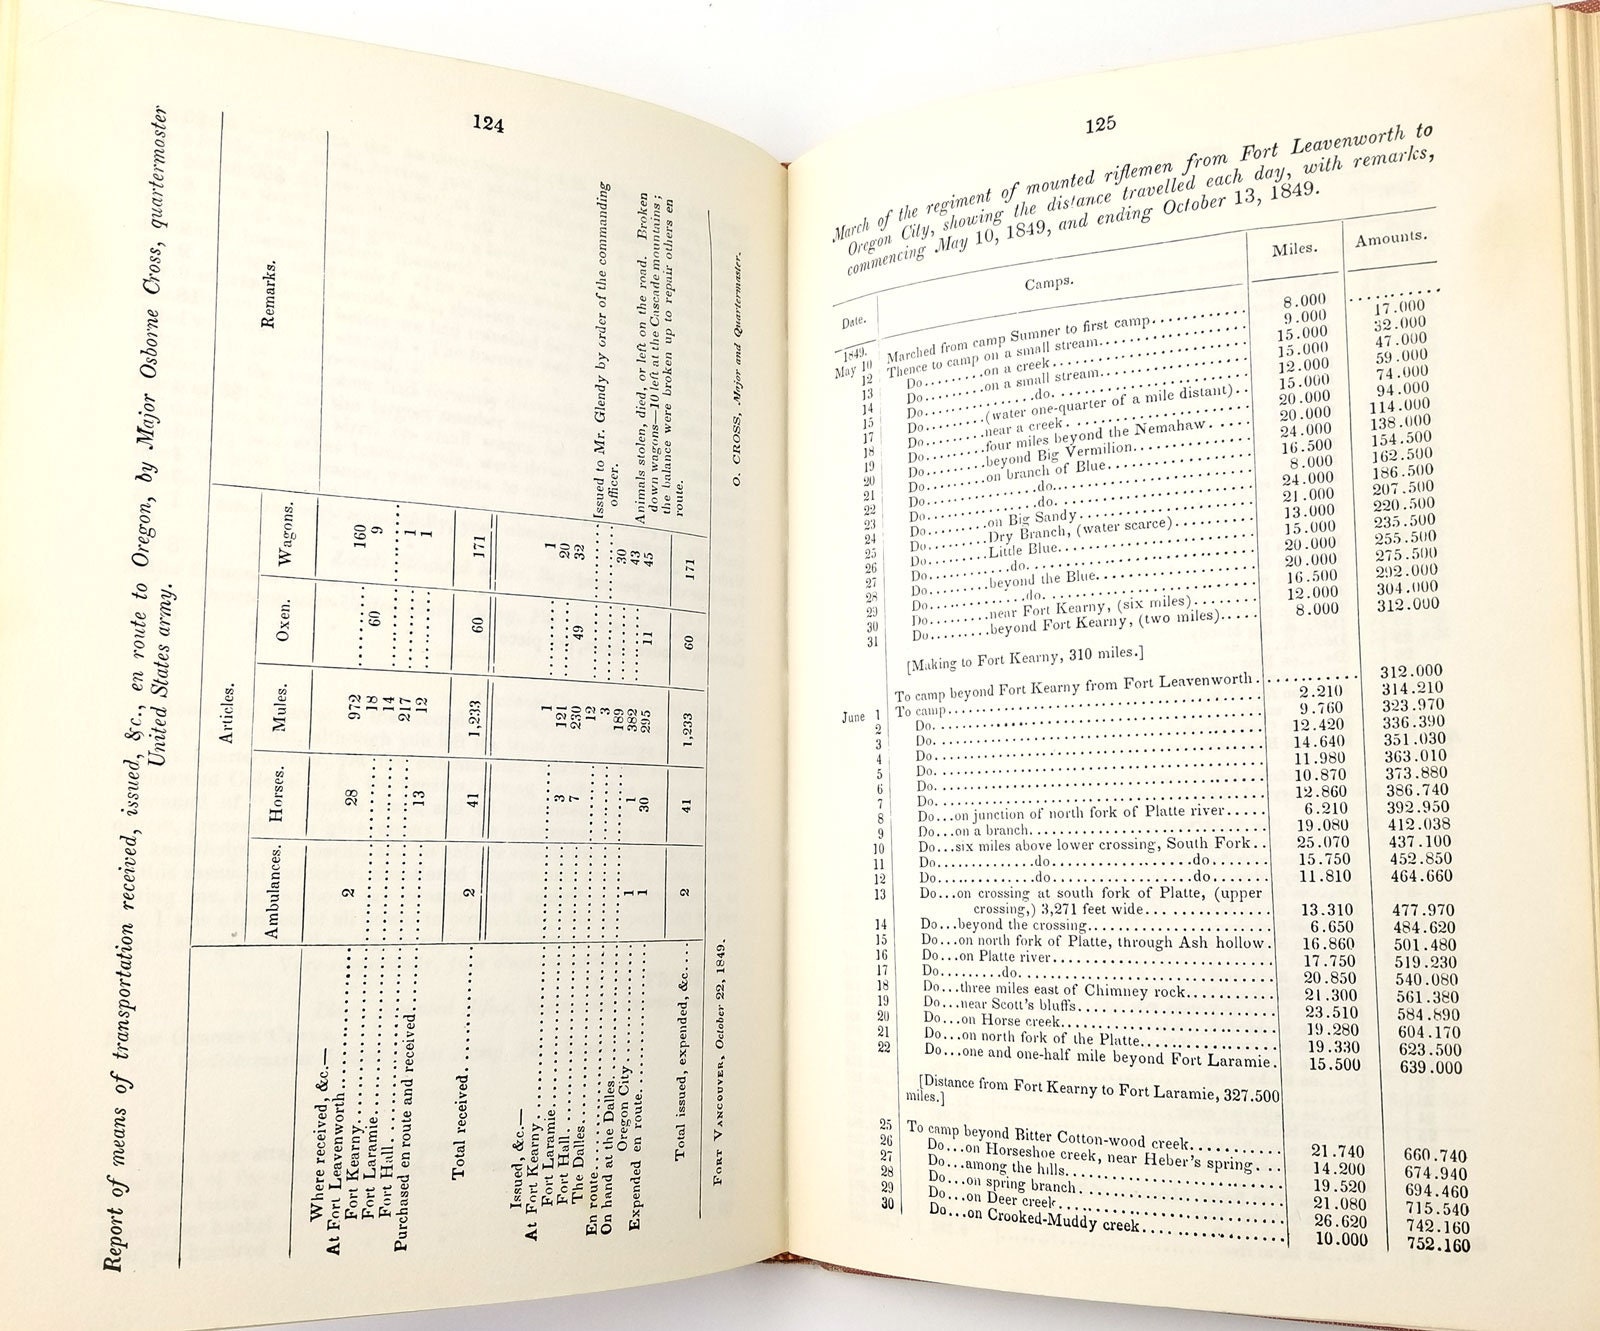 124
Report of means of transportation received, issued, &c., en route to Oregon, by Major Osborne Cross, quartermaster
United States army.
Articles.
Ambulances. Horses. Mules. Oxen. Wagons. Remarks.
Where received, &c.—
At Fort Leavenworth 2 28 972 160
Fort Kearny 18 60 9
Fort Laramie 14
Fort Hall 217 1
Purchased en route and received 13 12 1
Total received 2 41 1,233 60 171
Issued, &c.—
At Fort Kearny 1 1
Fort Laramie 3 121 20
Fort Hall 7 230 49 32
The Dalles 12 Issued to Mr. Glendy by order of the commanding
officer.
En route 3
On hand at the Dalles 189 30
Oregon City 1 1 382 43
Expended en route 1 30 295 11 45 Animals stolen, died, or left on the road. Broken
down wagons—10 left at the Cascade mountains;
the balance were broken up to repair others en
route.
Total issued, expended, &c. 2 41 1,233 60 171
FORT VANCOUVER, October 22, 1849.
O. CROSS, Major and Quartermaster.
125
March of the regiment of mounted riflemen from Fort Leavenworth to
Oregon City, showing the distance travelled each day, with remarks,
commencing May 10, 1849, and ending October 13, 1849.
Date. Camps. Miles. Amounts.
1849.
May 10 Marched from camp Sumner to first camp 8.000
12 Thence to camp on a small stream 9.000 17.000
13 Do on a creek 15.000 32.000
14 Do on a small stream 15.000 47.000
15 Do do. 12.000 59.000
17 Do (water one-quarter of a mile distant) 15.000 74.000
18 Do near a creek 20.000 94.000
19 Do four miles beyond the Nemahaw 20.000 114.000
20 Do beyond Big Vermilion 24.000 138.000
21 Do on branch of Blue 16.500 154.500
22 Do do. 8.000 162.500
23 Do do. 24.000 186.500
24 Do on Big Sandy 21.000 207.500
25 Do Dry Branch, (water scarce) 13.000 220.500
26 Do Little Blue 15.000 235.500
27 Do do. 20.000 255.500
28 Do beyond the Blue 20.000 275.500
29 Do do. 16.500 292.000
30 Do near Fort Kearny, (six miles) 12.000 304.000
31 Do beyond Fort Kearny, (two miles) 8.000 312.000
[Making to Fort Kearny, 310 miles.]
To camp beyond Fort Kearny from Fort Leavenworth 312.000
June 1 To camp 2.210 314.210
2 Do. 9.760 323.970
3 Do. 12.420 336.390
4 Do. 14.640 351.030
5 Do. 11.980 363.010
6 Do. 10.870 373.880
7 Do. 12.860 386.740
8 Do...on junction of north fork of Platte river 6.210 392.950
9 Do...on a branch 19.080 412.038
10 Do...six miles above lower crossing, South Fork 25.070 437.100
11 Do. do. do. 15.750 452.850
12 Do. do. do. 11.810 464.660
13 Do...on crossing at south fork of Platte, (upper
crossing,) 3,271 feet wide 13.310 477.970
14 Do...beyond the crossing 6.650 484.620
15 Do...on north fork of Platte, through Ash hollow. 16.860 501.480
16 Do...on Platte river 17.750 519.230
17 Do do. 20.850 540.080
18 Do...three miles east of Chimney rock 21.300 561.380
19 Do...near Scott's bluffs 23.510 584.890
20 Do...on Horse creek 19.280 604.170
21 Do...on north fork of the Platte 19.330 623.500
22 Do...one and one-half mile beyond Fort Laramie. 15.500 639.000
[Distance from Fort Kearny to Fort Laramie, 327.500
miles.]
25 To camp beyond Bitter Cotton-wood creek 21.740 660.740
26 Do...on Horseshoe creek, near Heber's spring 14.200 674.940
27 Do...among the hills 19.520 694.460
28 Do...on spring branch 21.080 715.540
29 Do...on Deer creek 26.620 742.160
30 Do...on Crooked-Muddy creek 10.000 752.160